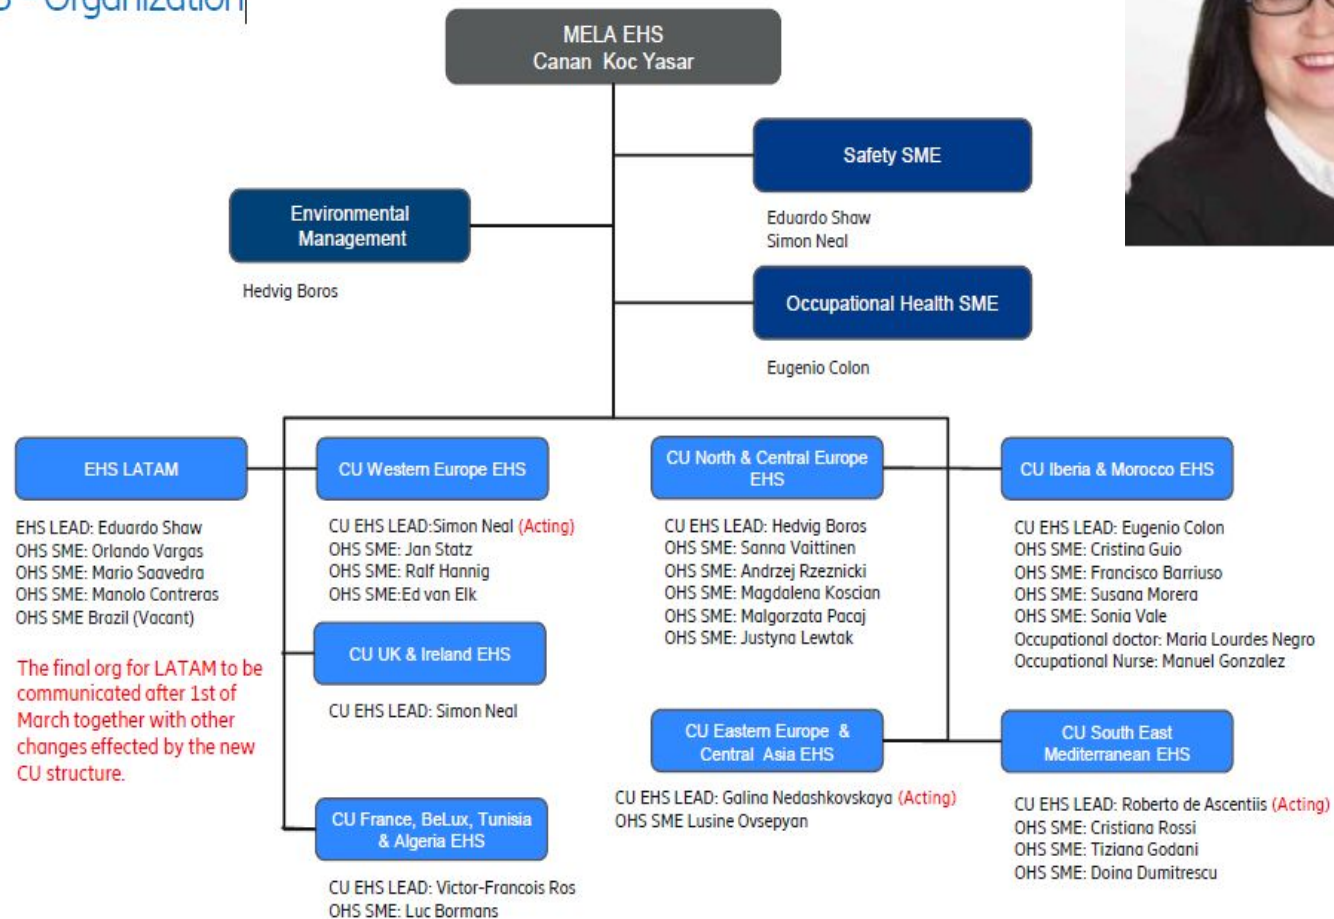 Organization
MELA EHS
Canan Koc Yasar
Safety SME
Eduardo Shaw
Simon Neal
Environmental
Management
Hedvig Boros
Occupational Health SME
Eugenio Colon
EHS LATAM
EHS LEAD: Eduardo Shaw
OHS SME: Orlando Vargas
OHS SME: Mario Saavedra
OHS SME: Manolo Contreras
OHS SME Brazil (Vacant)
The final org for LATAM to be
communicated after 1st of
March together with other
changes effected by the new
CU structure.
CU Western Europe EHS
CU EHS LEAD:Simon Neal (Acting)
OHS SME: Jan Statz
OHS SME: Ralf Hannig
OHS SME:Ed van Elk
CU UK & Ireland EHS
CU EHS LEAD: Simon Neal
CU France, BeLux, Tunisia
& Algeria EHS
CU EHS LEAD: Victor-Francois Ros
OHS SME: Luc Bormans
CU North & Central Europe
EHS
CU EHS LEAD: Hedvig Boros
OHS SME: Sanna Vaittinen
OHS SME: Andrzej Rzeznicki
OHS SME: Magdalena Koscian
OHS SME: Malgorzata Pacaj
OHS SME: Justyna Lewtak
CU Eastern Europe & 
Central Asia EHS
CU EHS LEAD: Galina Nedashkovskaya (Acting)
OHS SME Lusine Ovsepyan
CU Iberia & Morocco EHS
CU EHS LEAD: Eugenio Colon
OHS SME: Cristina Guio
OHS SME: Francisco Barriuso
OHS SME: Susana Morera
OHS SME: Sonia Vale
Occupational doctor: Maria Lourdes Negro
Occupational Nurse: Manuel Gonzalez
CU South East
Mediterranean EHS
CU EHS LEAD: Roberto de Ascentiis (Acting)
OHS SME: Cristiana Rossi
OHS SME: Tiziana Godani
OHS SME: Doina Dumitrescu